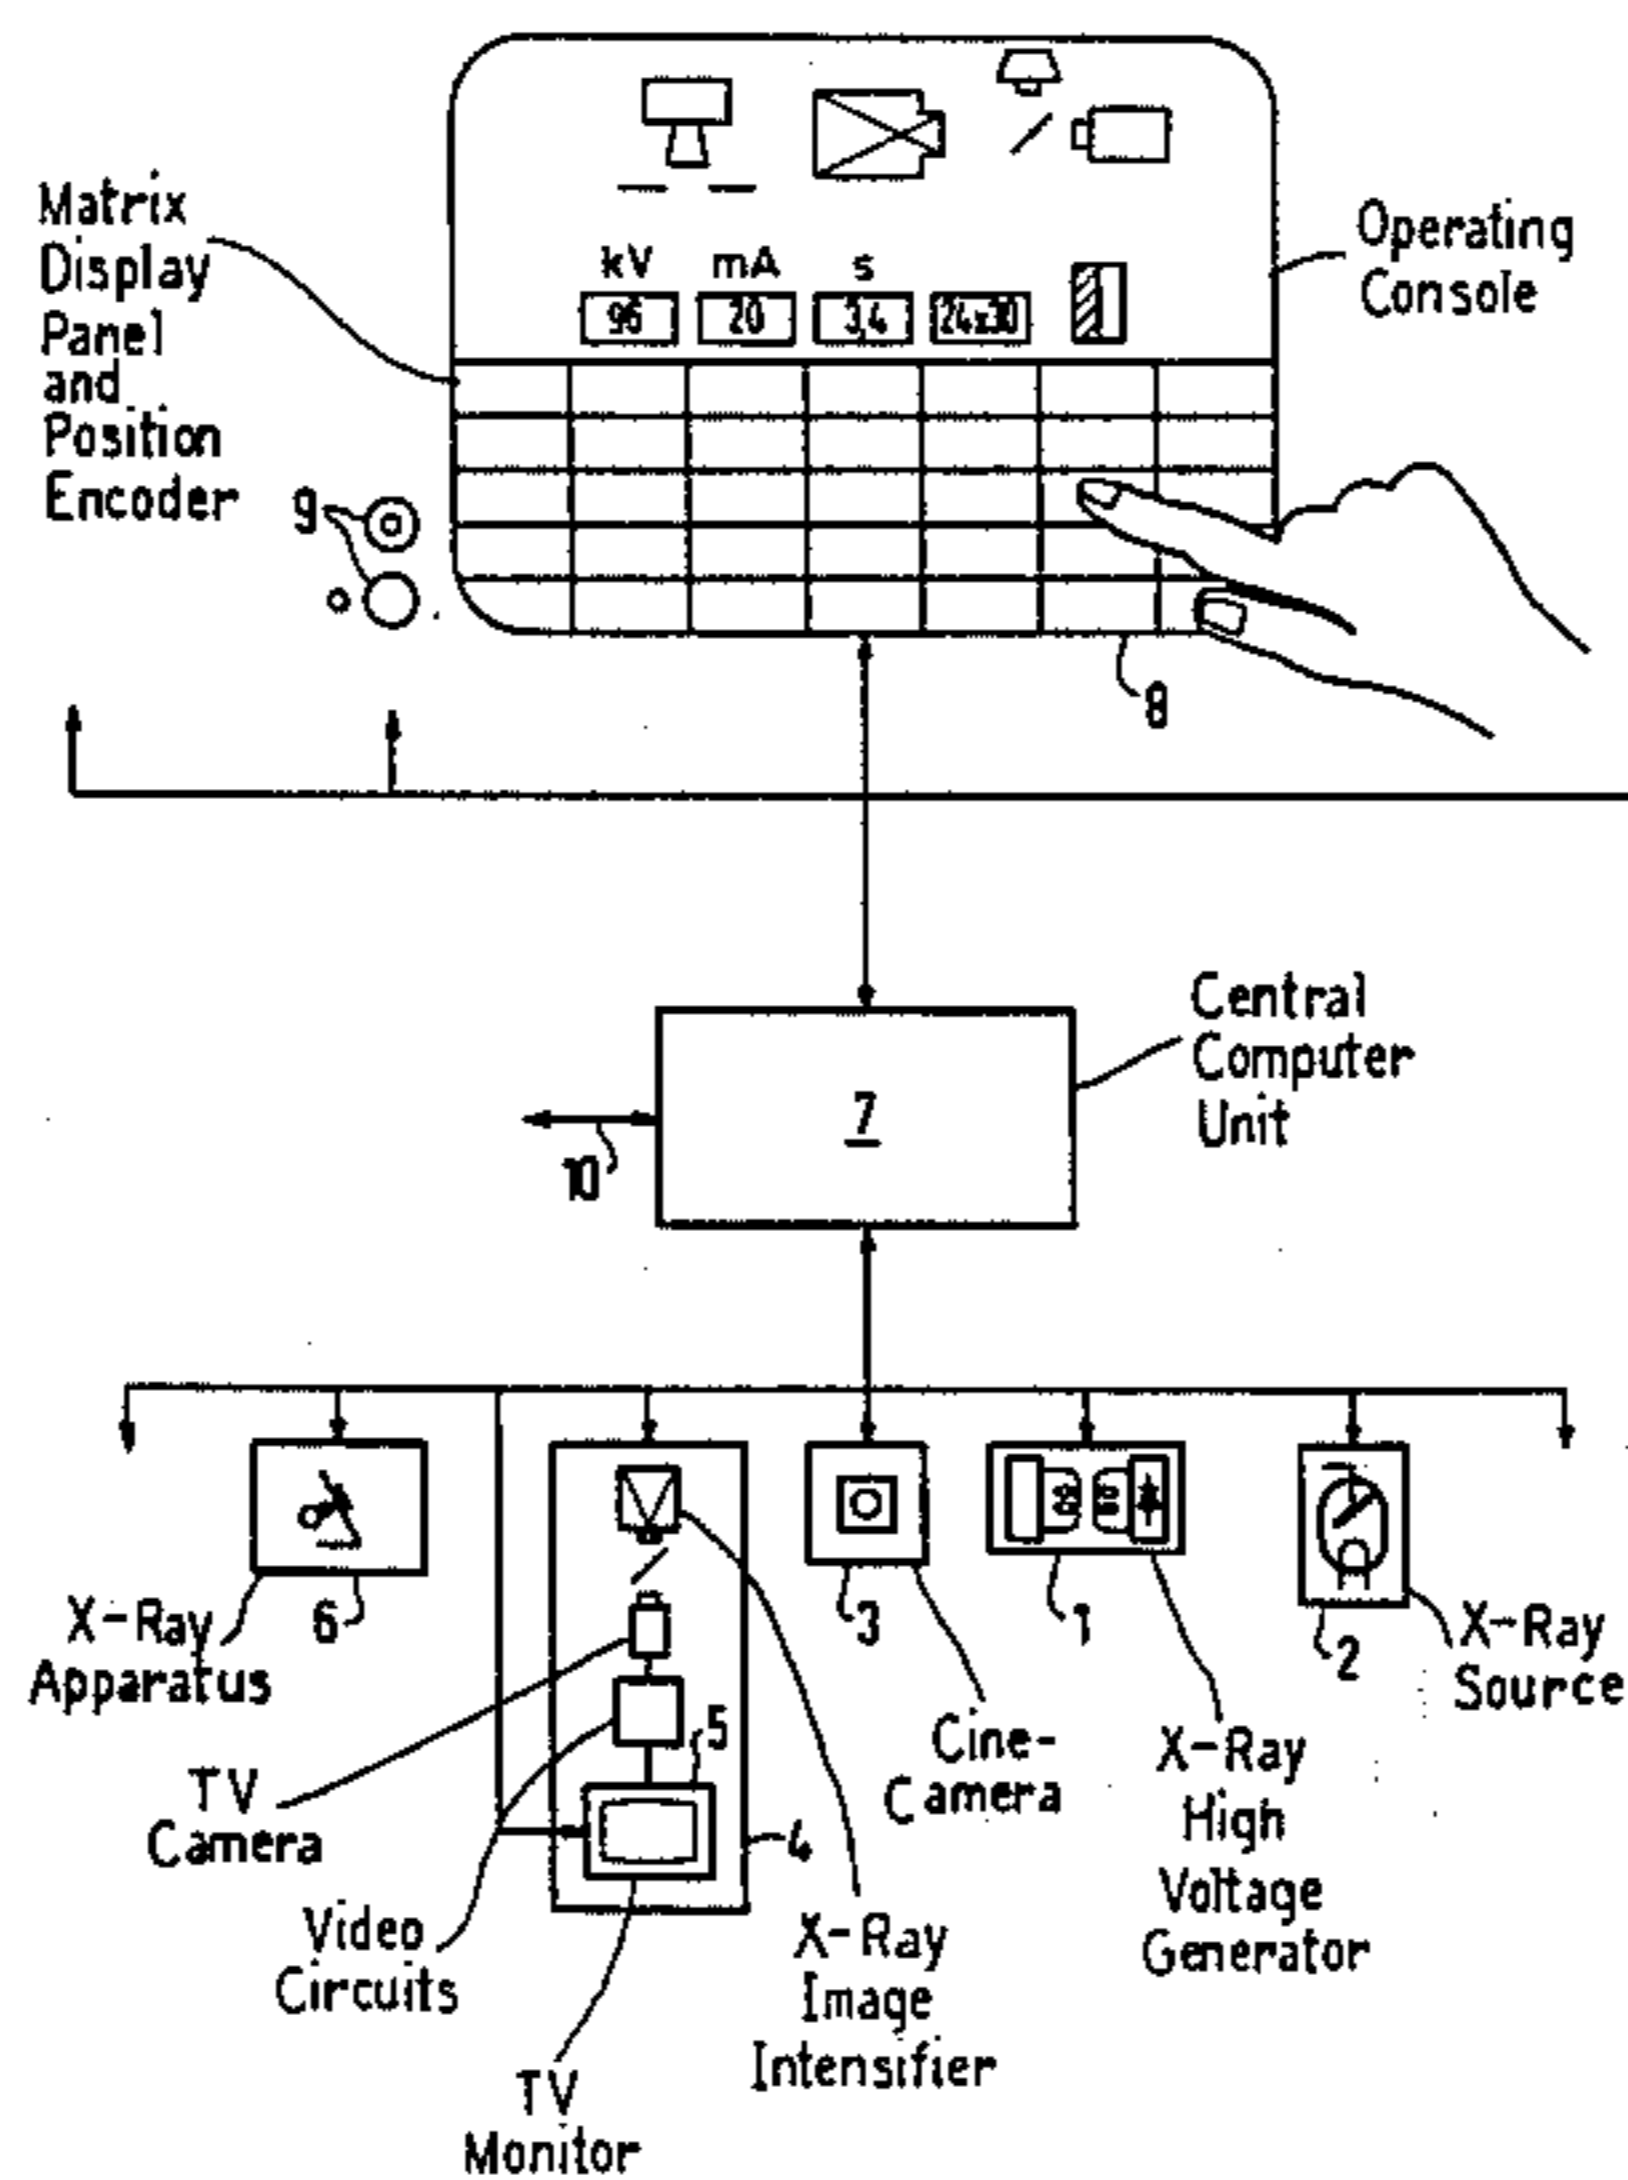 Matrix
Display
Panel
and
Position
Encoder
kV mA s
96 20 3,4 24x30
Operating
Console
9
8
Central
Computer
Unit
7
10
X-Ray
Apparatus
6
3
1
2
X-Ray
Source
5
4
TV
Camera
Cine-
Camera
X-Ray
High
Voltage
Generator
Video
Circuits
X-Ray
Image
Intensifier
TV
Monitor